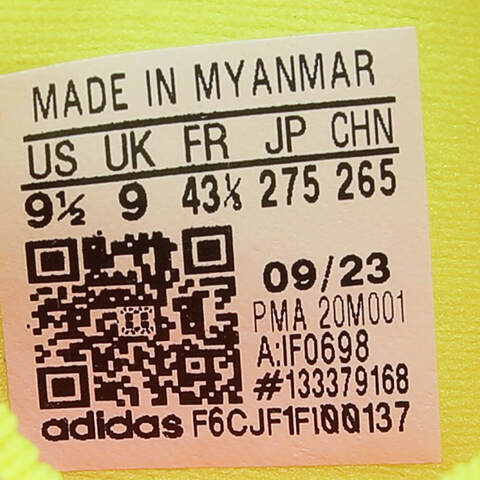 MADE IN MYANMAR
US UK FR JP CHN
9½ 9 43⅓ 275 265
09/23
PMA 20M001
A:IF0698
#133379168
adidas F6CJF1FI00137